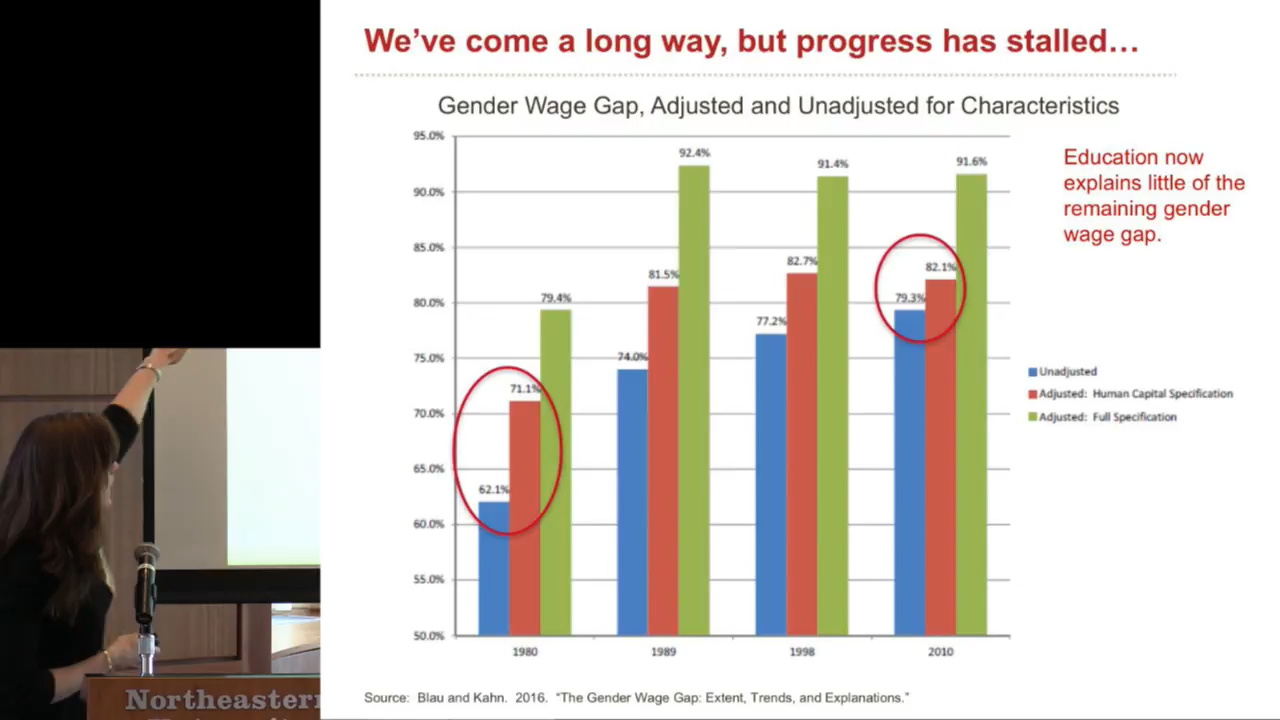 We've come a long way, but progress has stalled…
Gender Wage Gap, Adjusted and Unadjusted for Characteristics
95.0%
90.0%
85.0%
80.0%
75.0%
70.0%
65.0%
60.0%
55.0%
50.0%
62.1%
71.1%
79.4%
74.0%
81.5%
92.4%
77.2%
82.7%
91.4%
79.3%
82.1%
91.6%
1980
1989
1998
2010
Education now
explains little of the
remaining gender
wage gap.
Unadjusted
Adjusted: Human Capital Specification
Adjusted: Full Specification
Source: Blau and Kahn. 2016. "The Gender Wage Gap: Extent, Trends, and Explanations."
Northeastern